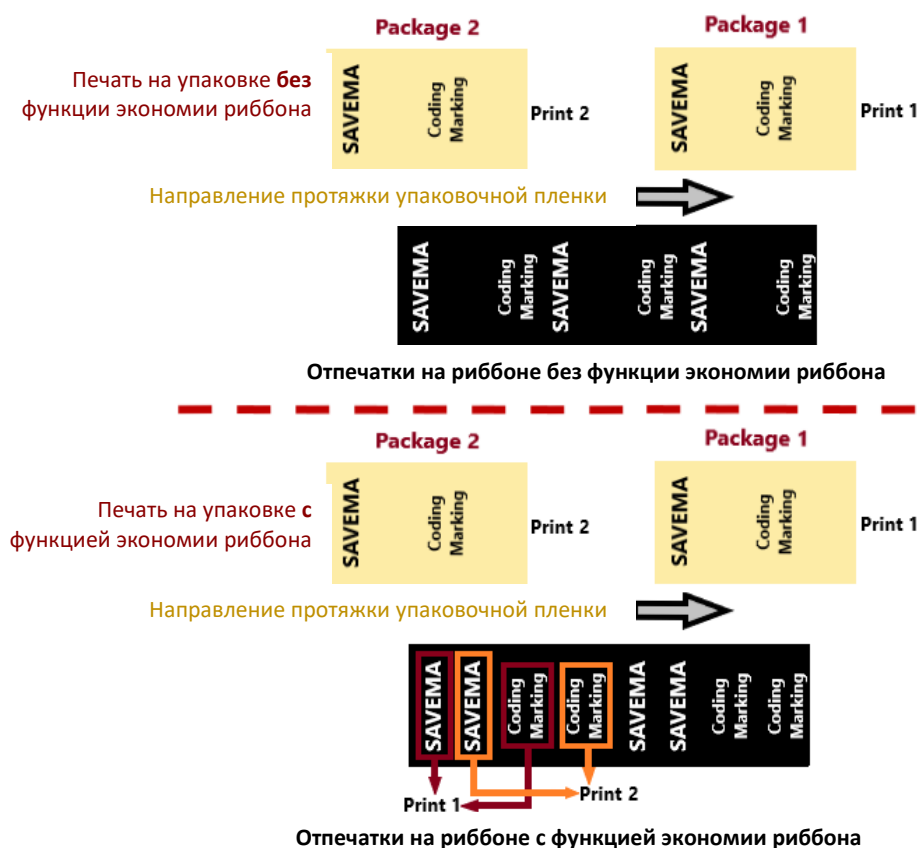 Package 2
Package 1
Печать на упаковке без
функции экономии риббона
SAVEMA
Coding
Marking
Print 2
SAVEMA
Coding
Marking
Print 1
Направление протяжки упаковочной пленки
SAVEMA
Coding
Marking
SAVEMA
Coding
Marking
SAVEMA
Coding
Marking
Отпечатки на риббоне без функции экономии риббона
Package 2
Package 1
Печать на упаковке с
функцией экономии риббона
SAVEMA
Coding
Marking
Print 2
SAVEMA
Coding
Marking
Print 1
Направление протяжки упаковочной пленки
SAVEMA
SAVEMA
Coding
Marking
Coding
Marking
SAVEMA
SAVEMA
Coding
Marking
Coding
Marking
Print 1
Print 2
Отпечатки на риббоне с функцией экономии риббона